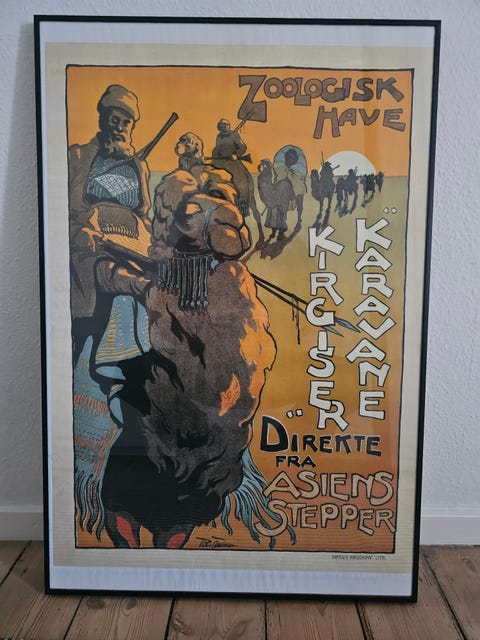 ZOOLOGISK
HAVE
"KIRGISER
KARAVANE"
DIREKTE
FRA
ASIENS
STEPPER